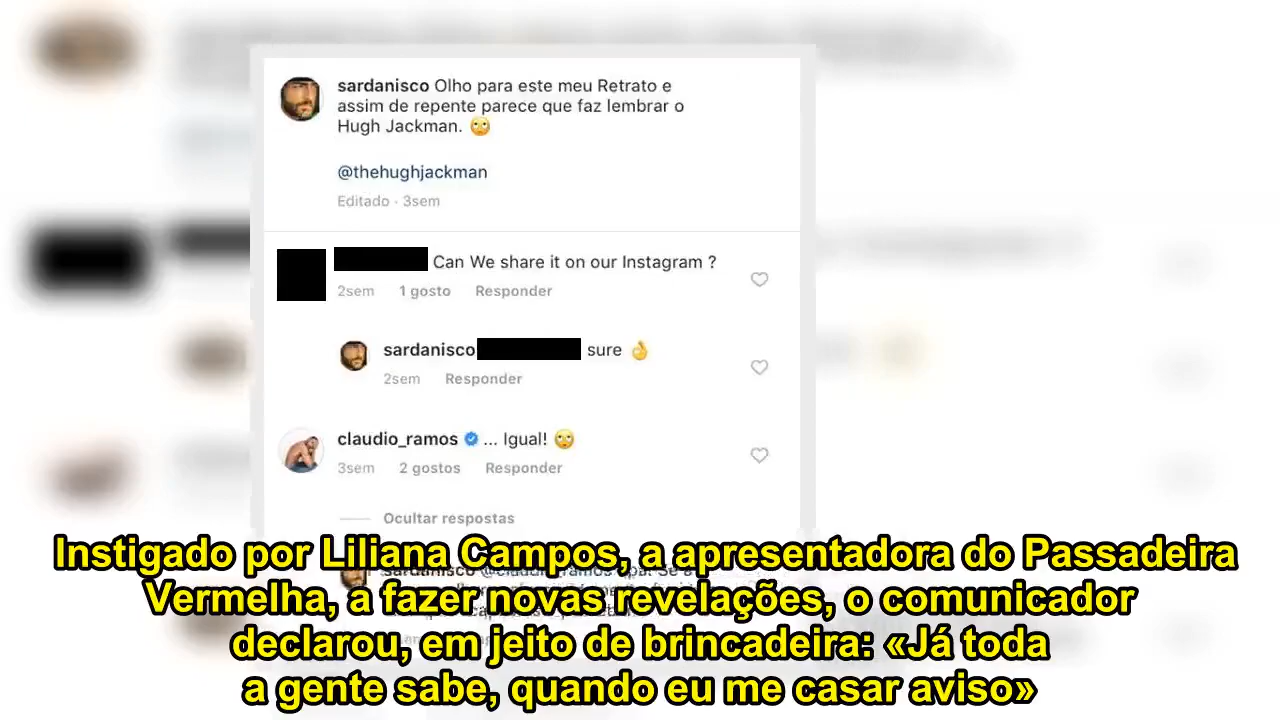 sardanisco Olho para este meu Retrato e
assim de repente parece que faz lembrar o
Hugh Jackman. 🙄
@thehughjackman
Editado · 3sem
Can We share it on our Instagram ?
2sem 1 gosto Responder
sardanisco sure 👌
2sem Responder
claudio_ramos ... Igual! 🙄
3sem 2 gostos Responder
Ocultar respostas
sardanisco
Instigado por Liliana Campos, a apresentadora do Passadeira
Vermelha, a fazer novas revelações, o comunicador
declarou, em jeito de brincadeira: «Já toda
a gente sabe, quando eu me casar aviso»